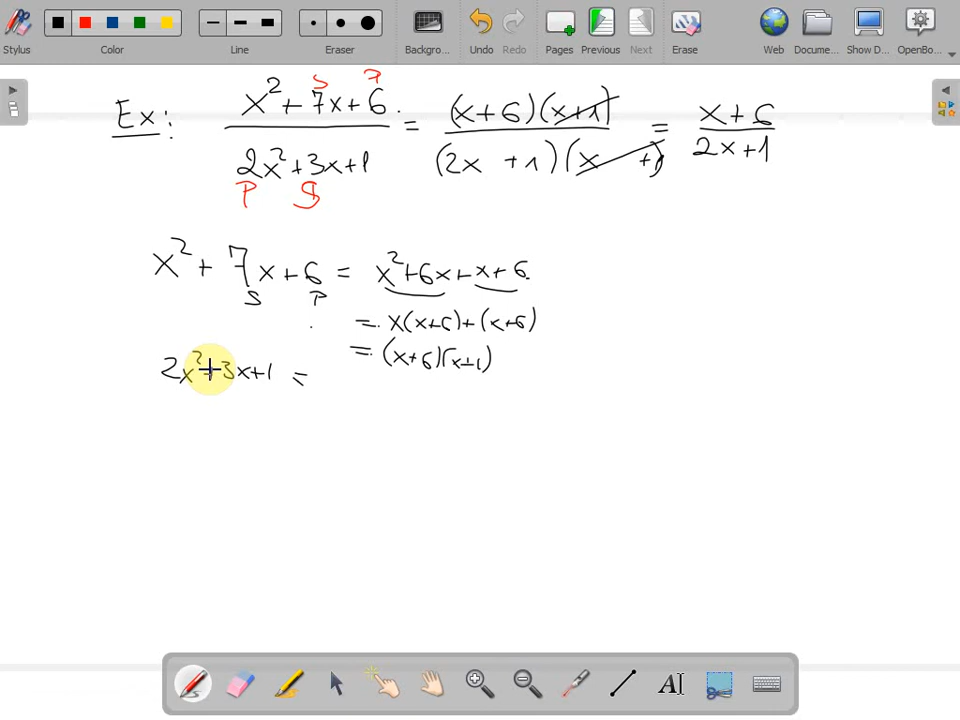 Stylus Color Line Eraser Backgro... Undo Redo Pages Previous Next Erase Web Docume... Show D... OpenBo...
S 7
Ex: x²+7x+6 / 2x²+3x+1 = (x+6)(x+1) / (2x+1)(x+1) = x+6 / 2x+1
P S
x²+7x+6 = x²+6x+x+6
S P
= x(x+6)+(x+6)
= (x+6)(x+1)
2x²+3x+1 =
A